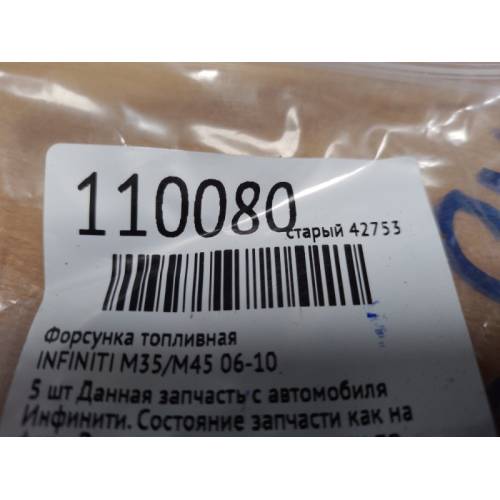 110080
старый 42753
Форсунка топливная
INFINITI M35/M45 06-10
5 шт Данная запчасть с автомобиля
Инфинити. Состояние запчасти как на